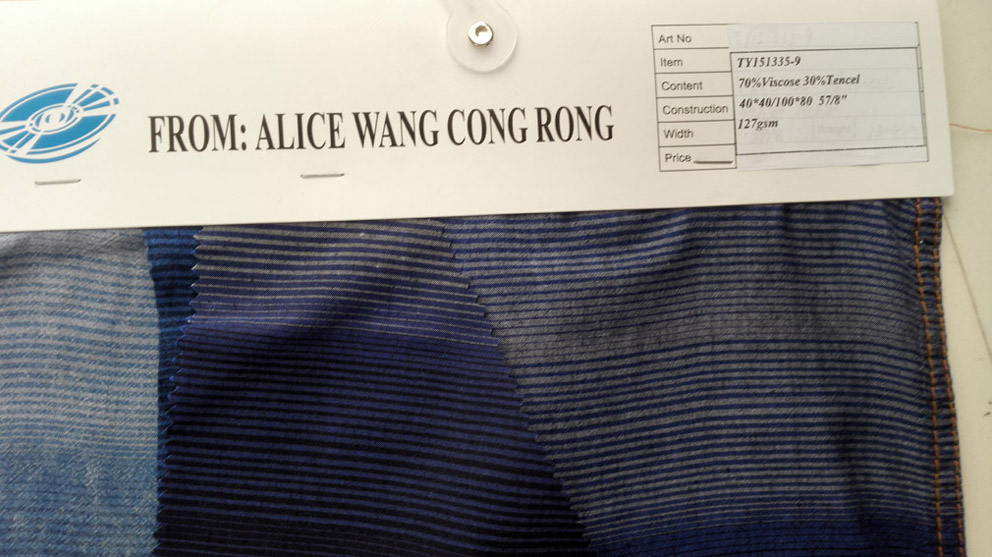 FROM: ALICE WANG CONG RONG
Art No
Item TY151335-9
Content 70%Viscose 30%Tencel
Construction 40*40/100*80 57/8"
Width 127gsm
Price